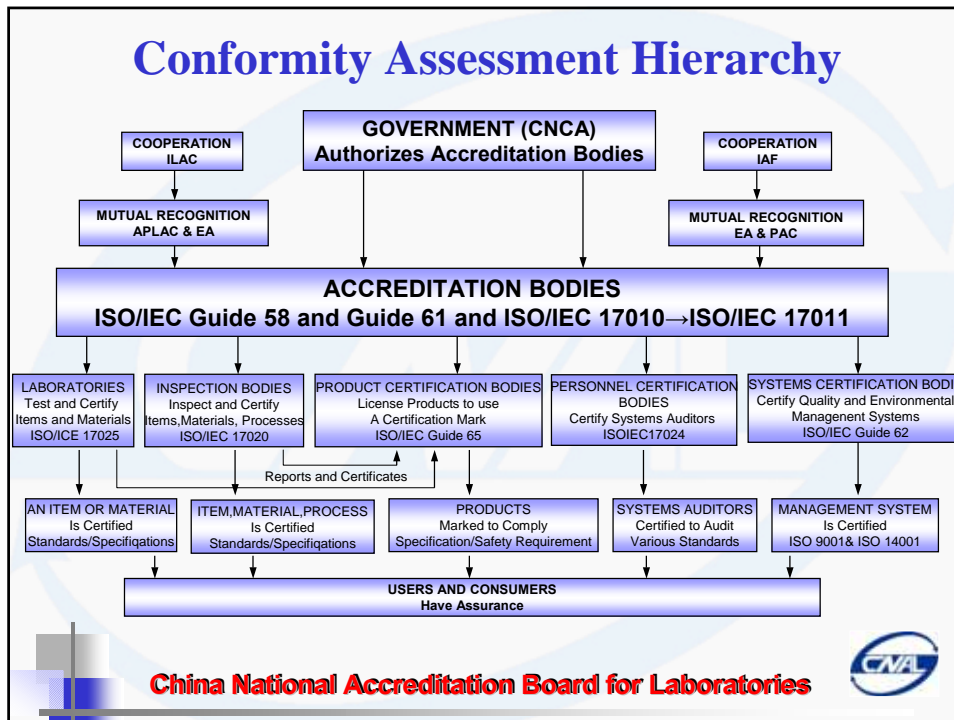 Conformity Assessment Hierarchy
GOVERNMENT (CNCA)
Authorizes Accreditation Bodies
COOPERATION
ILAC
COOPERATION
IAF
MUTUAL RECOGNITION
APLAC & EA
MUTUAL RECOGNITION
EA & PAC
ACCREDITATION BODIES
ISO/IEC Guide 58 and Guide 61 and ISO/IEC 17010→ISO/IEC 17011
LABORATORIES
Test and Certify
Items and Materials
ISO/ICE 17025
INSPECTION BODIES
Inspect and Certify
Items,Materials, Processes
ISO/IEC 17020
PRODUCT CERTIFICATION BODIES
License Products to use
A Certification Mark
ISO/IEC Guide 65
PERSONNEL CERTIFICATION
BODIES
Certify Systems Auditors
ISOIEC17024
SYSTEMS CERTIFICATION BODI
Certify Quality and Environmental
Managenent Systems
ISO/IEC Guide 62
Reports and Certificates
AN ITEM OR MATERIAL
Is Certified
Standards/Specifiqations
ITEM,MATERIAL,PROCESS
Is Certified
Standards/Specifiqations
PRODUCTS
Marked to Comply
Specification/Safety Requirement
SYSTEMS AUDITORS
Certified to Audit
Various Standards
MANAGEMENT SYSTEM
Is Certified
ISO 9001& ISO 14001
USERS AND CONSUMERS
Have Assurance
China National Accreditation Board for Laboratories
CNAL